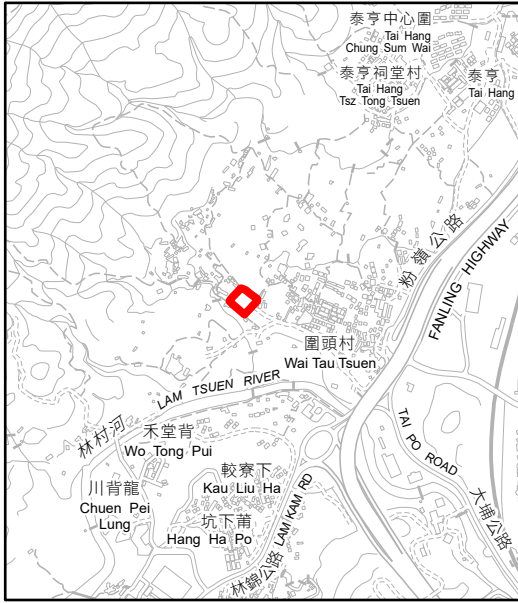 泰亨中心圍
Tai Hang
Chung Sum Wai
泰亨祠堂村
Tai Hang
Tsz Tong Tsuen
泰亨
Tai Hang
粉嶺公路
FANLING HIGHWAY
圍頭村
Wai Tau Tsuen
LAM TSUEN RIVER
林村河
禾堂背
Wo Tong Pui
TAI PO ROAD
大埔公路
較寮下
Kau Liu Ha
川背龍
Chuen Pei
Lung
坑下莆
Hang Ha Po
林錦公路 LAM KAM RD